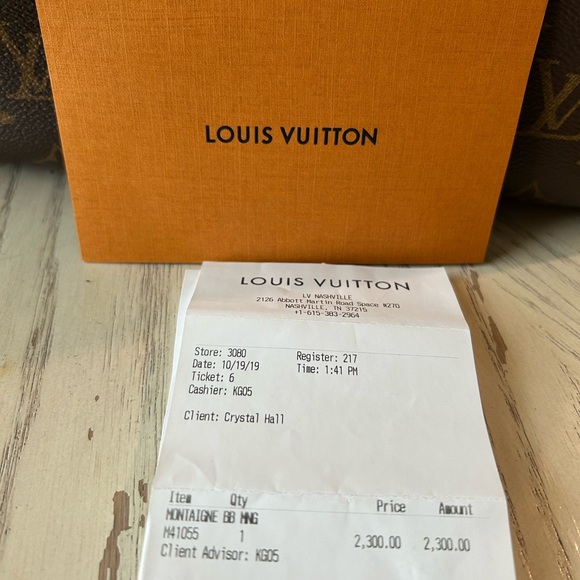 LOUIS VUITTON
LOUIS VUITTON
LV NASHVILLE
2126 Abbott Martin Road Space #270
NASHVILLE, TN 37215
+1-615-383-2964
Store: 3080 Register: 217
Date: 10/19/19 Time: 1:41 PM
Ticket: 6
Cashier: KG05
Client: Crystal Hall
Item Qty Price Amount
MONTAIGNE BB MNG
M41055 1 2,300.00 2,300.00
Client Advisor: KG05